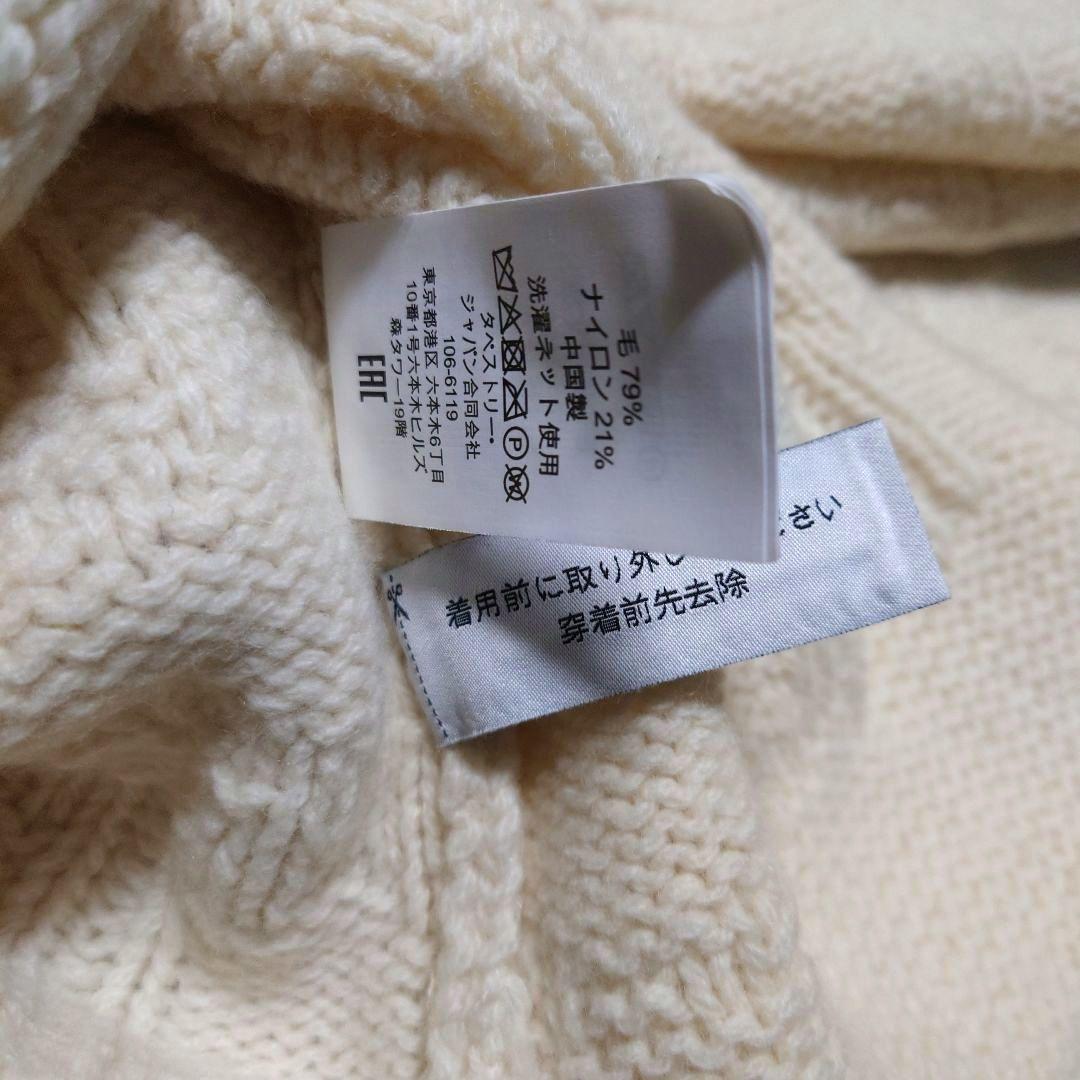 毛 79%
ナイロン 21%
中国製
洗濯ネット使用
タペストリー・
ジャパン合同会社
106-6119
東京都港区 六本木6丁目
10番1号六本木ヒルズ
森タワー19階
EAC
着用前に取り外し
穿着前先去除